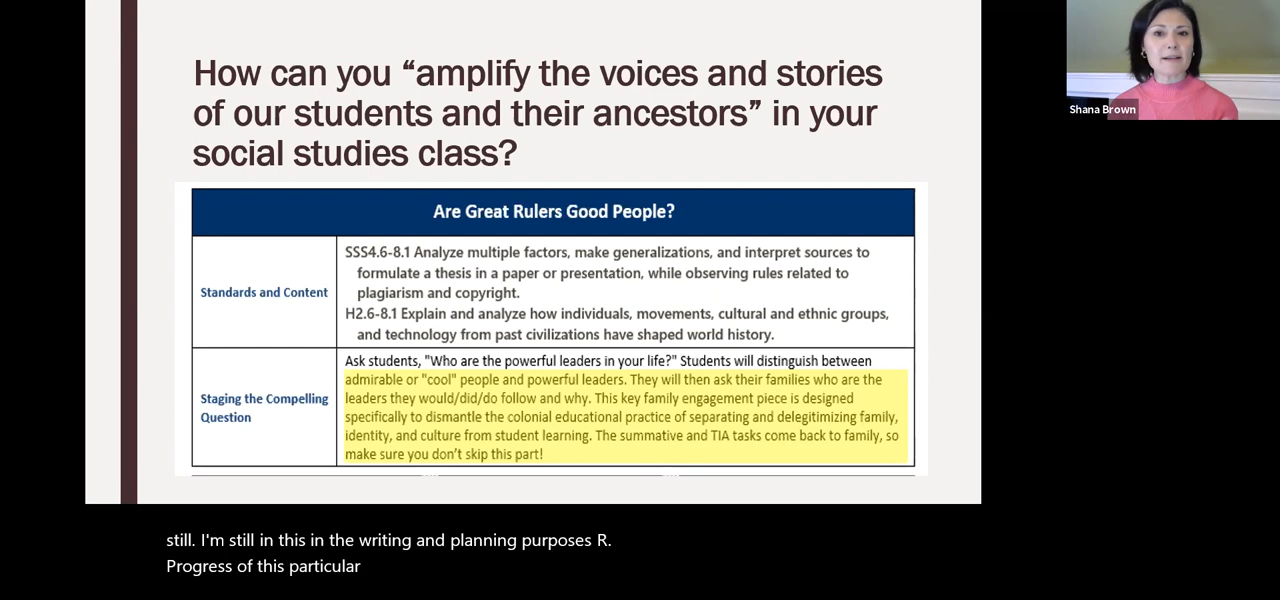 How can you “amplify the voices and stories
of our students and their ancestors” in your
social studies class?
Are Great Rulers Good People?
Standards and Content
SSS4.6-8.1 Analyze multiple factors, make generalizations, and interpret sources to
formulate a thesis in a paper or presentation, while observing rules related to
plagiarism and copyright.
H2.6-8.1 Explain and analyze how individuals, movements, cultural and ethnic groups,
and technology from past civilizations have shaped world history.
Staging the Compelling
Question
Ask students, "Who are the powerful leaders in your life?" Students will distinguish between
admirable or "cool" people and powerful leaders. They will then ask their families who are the
leaders they would/did/do follow and why. This key family engagement piece is designed
specifically to dismantle the colonial educational practice of separating and delegitimizing family,
identity, and culture from student learning. The summative and TIA tasks come back to family, so
make sure you don’t skip this part!
Shana Brown
still. I'm still in this in the writing and planning purposes R.
Progress of this particular